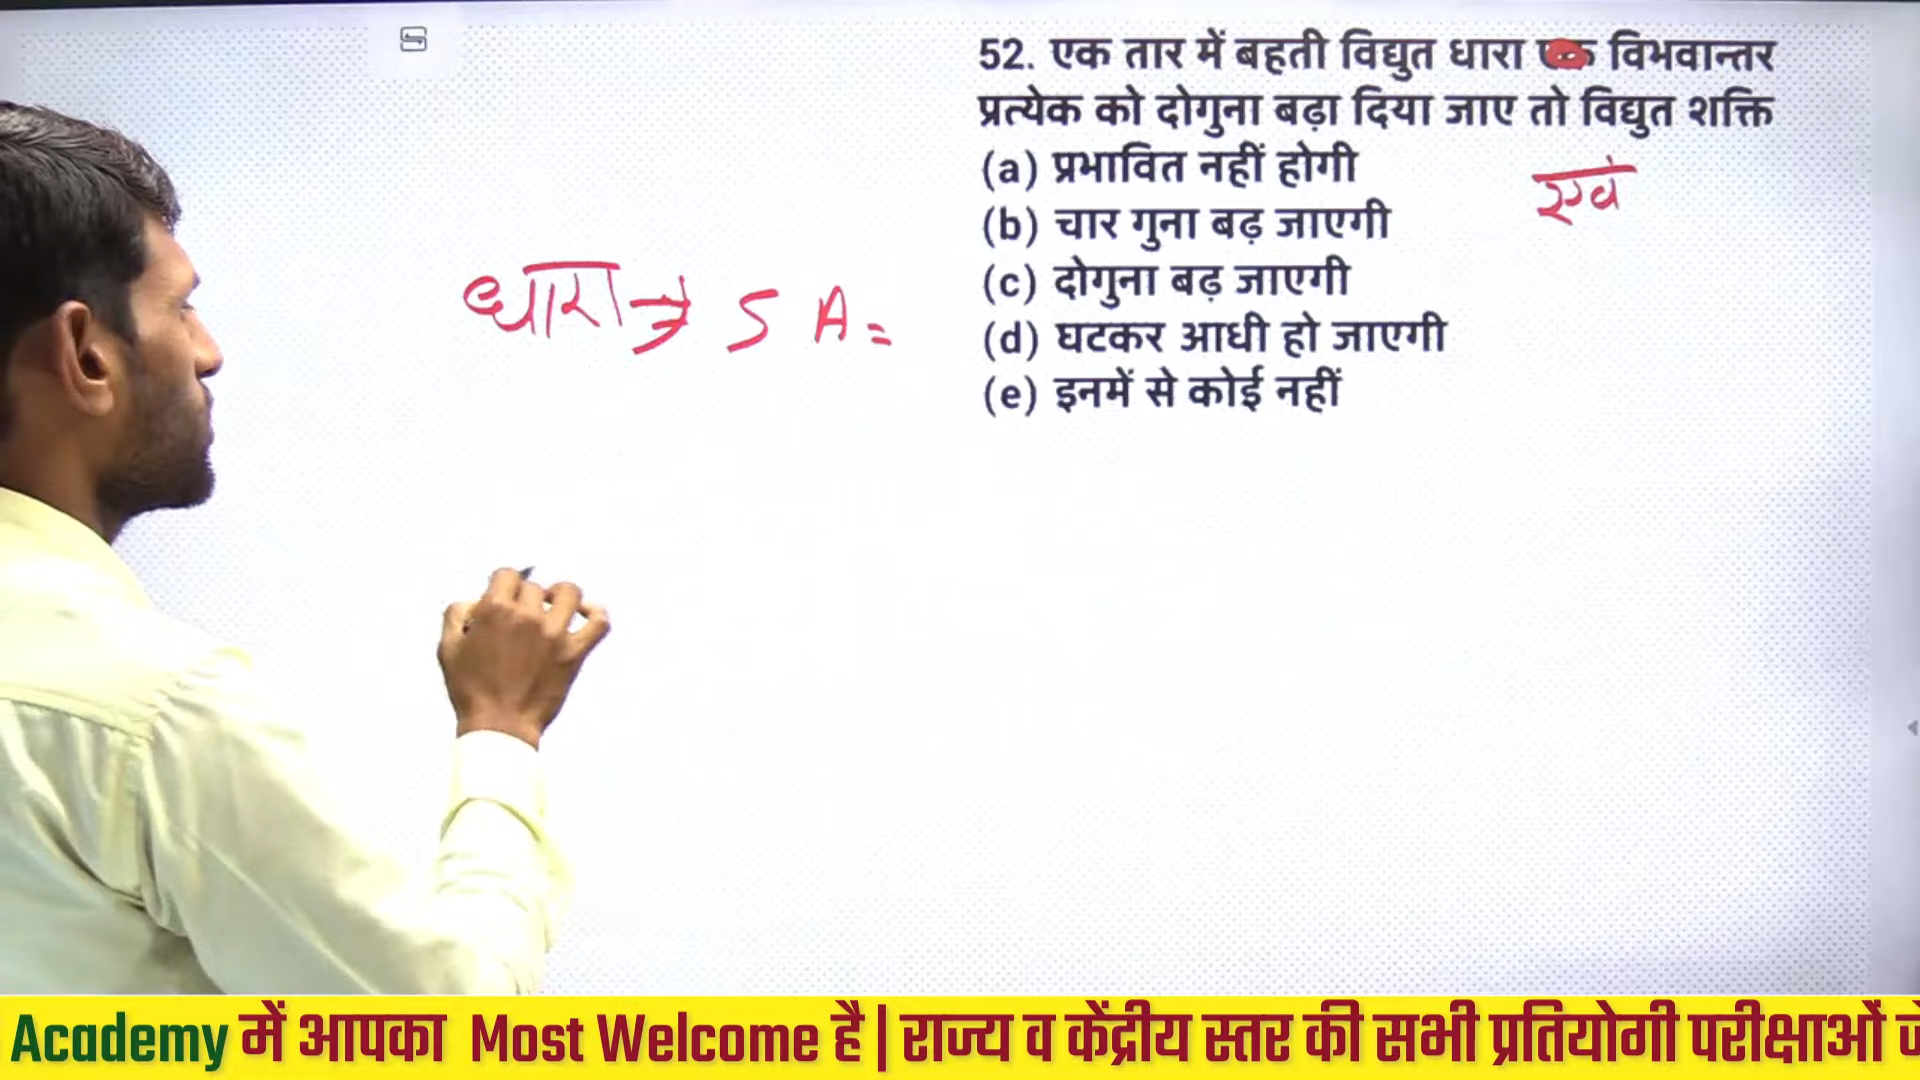 52. एक तार में बहती विद्युत धारा विभवान्तर
प्रत्येक को दोगुना बढ़ा दिया जाए तो विद्युत शक्ति
(a) प्रभावित नहीं होगी
(b) चार गुना बढ़ जाएगी
(c) दोगुना बढ़ जाएगी
(d) घटकर आधी हो जाएगी
(e) इनमें से कोई नहीं
एवं
धारा → 5 A =
Academy में आपका Most Welcome है | राज्य व केंद्रीय स्तर की सभी प्रतियोगी परीक्षाओं